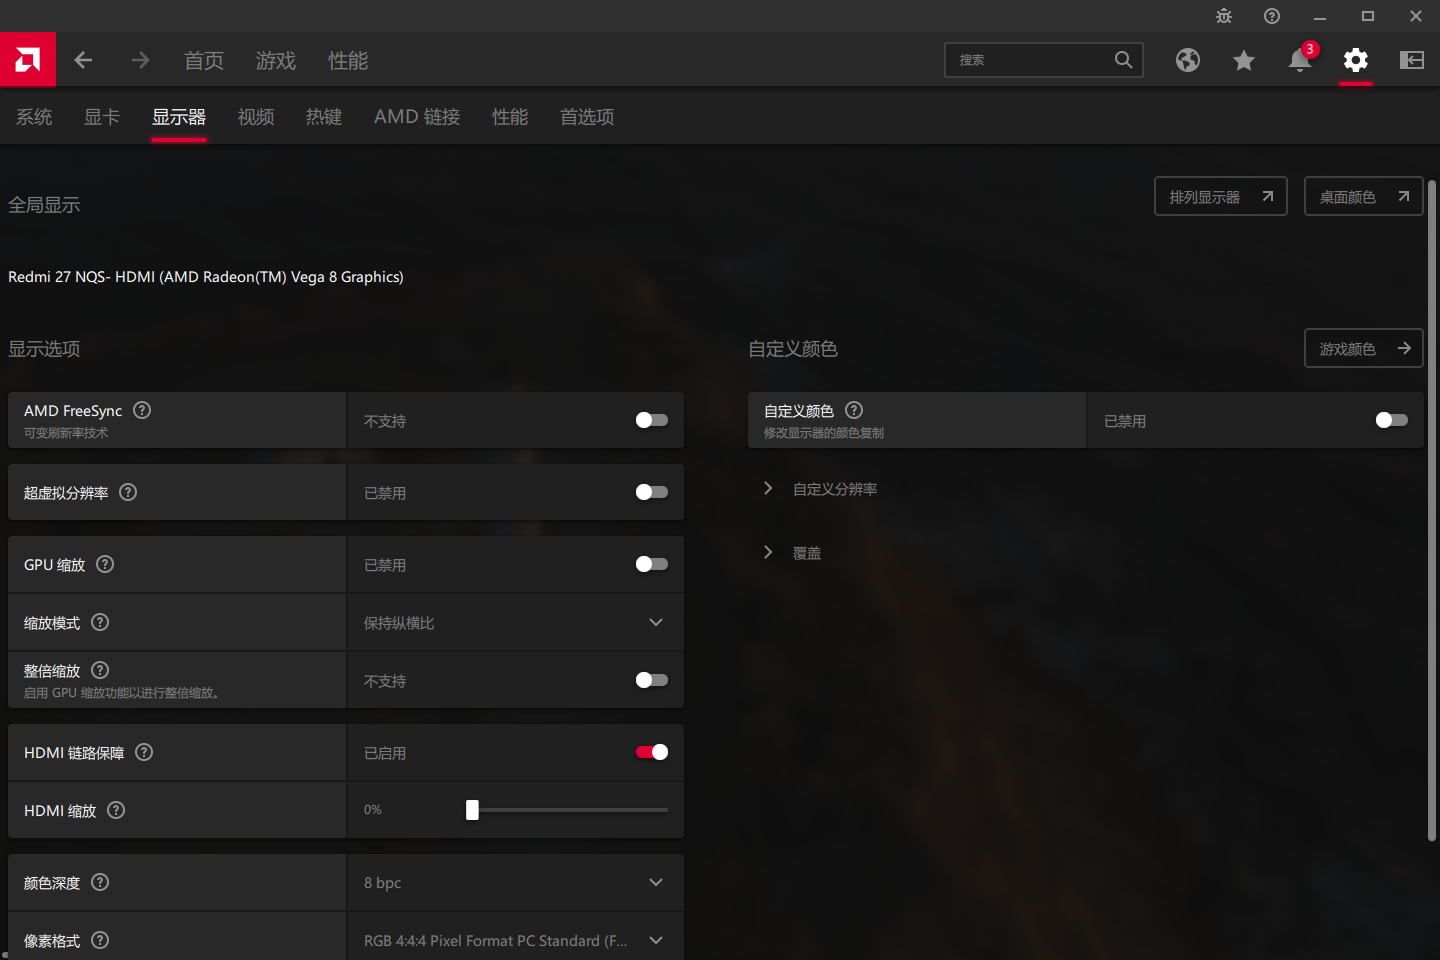 首页 游戏 性能 搜索 3
系统 显卡 显示器 视频 热键 AMD 链接 性能 首选项
全局显示 排列显示器 桌面颜色
Redmi 27 NQS- HDMI (AMD Radeon(TM) Vega 8 Graphics)
显示选项
AMD FreeSync
可变刷新率技术
不支持
超虚拟分辨率 已禁用
GPU 缩放 已禁用
缩放模式 保持纵横比
整倍缩放
启用 GPU 缩放功能以进行整倍缩放。
不支持
HDMI 链路保障 已启用
HDMI 缩放 0%
颜色深度 8 bpc
像素格式 RGB 4:4:4 Pixel Format PC Standard (F...
自定义颜色 游戏颜色
自定义颜色
修改显示器的颜色复制
已禁用
自定义分辨率
覆盖